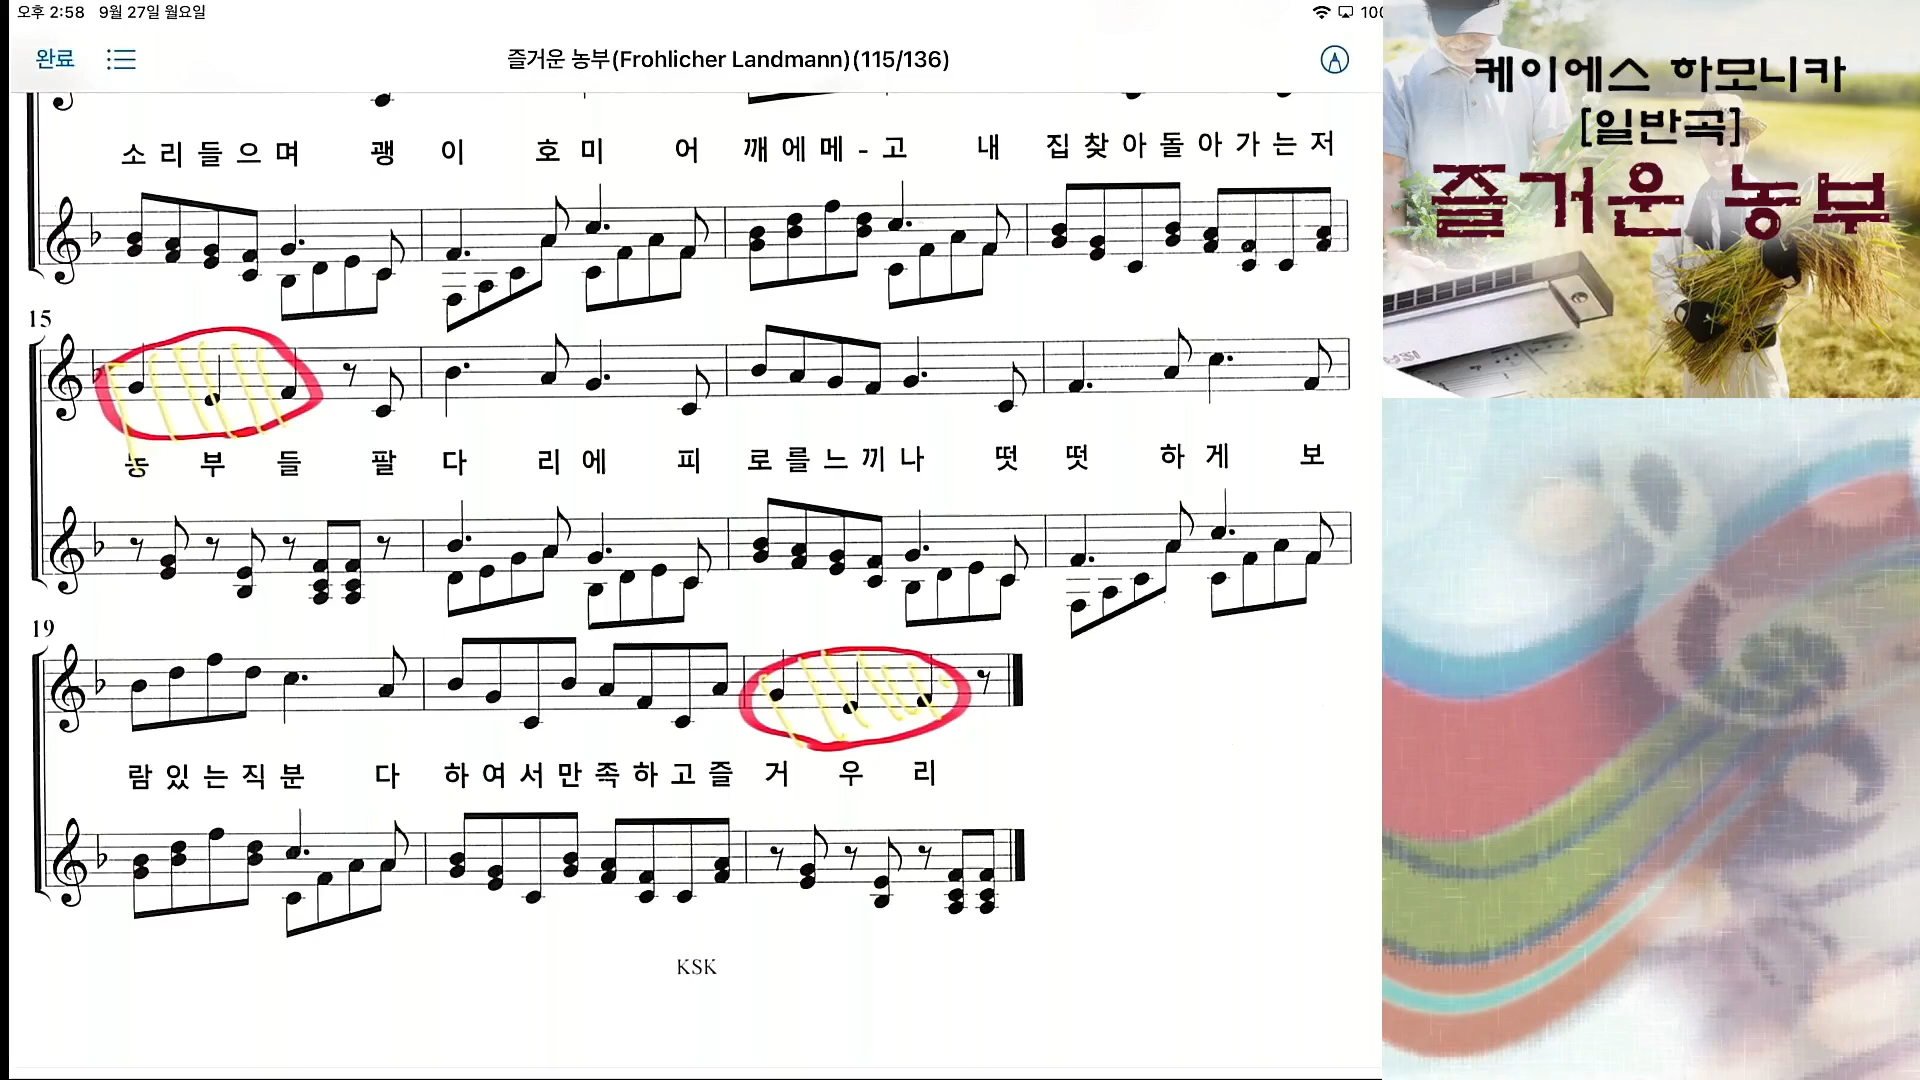 오후 2:58 9월 27일 월요일
완료
즐거운 농부(Frohlicher Landmann)(115/136)
소리들으며 괭이 호미 어깨에메-고 내 집찾아돌아가는저
15
농부들 팔다리에 피로를느끼나 떳떳하게 보
19
람있는직분 다하여서만족하고즐거우리
KSK
케이에스 하모니카
[일반곡]
즐거운 농부